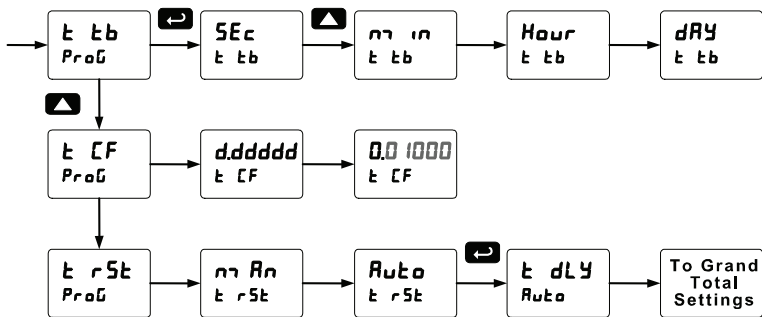 t tb
ProG
SEc
t tb
min
t tb
Hour
t tb
dAY
t tb
t CF
ProG
d.ddddd
t CF
0.01000
t CF
t rSt
ProG
mAn
t rSt
Auto
t rSt
t dLY
Auto
To Grand
Total
Settings